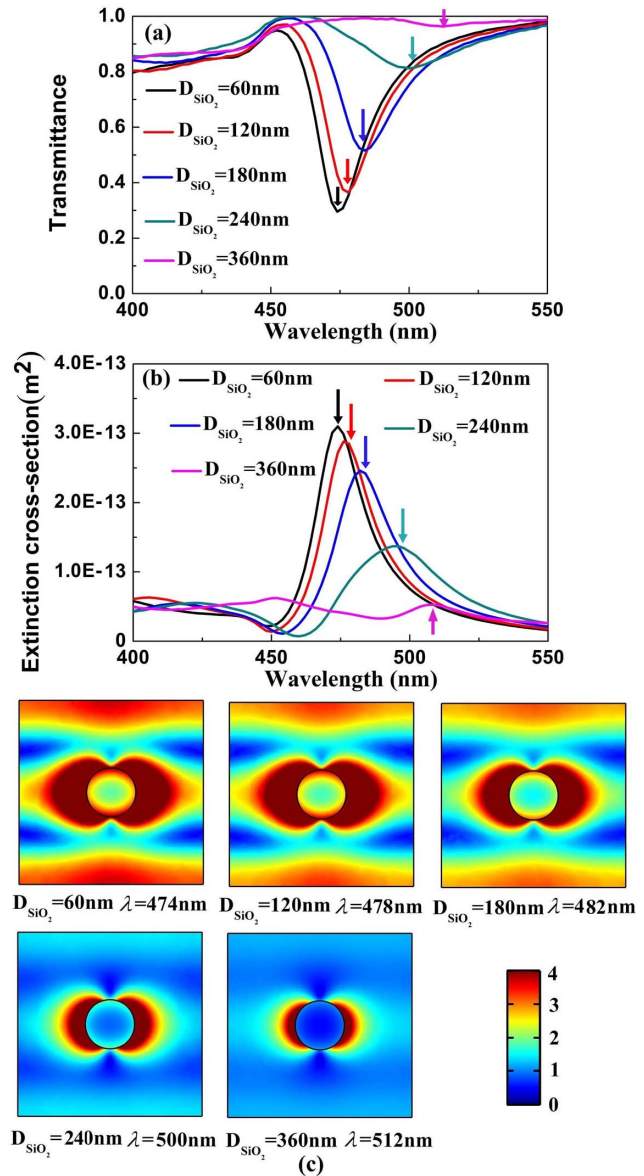 (a)
Transmittance
1.0
0.8
0.6
0.4
0.2
D_SiO2=60nm
D_SiO2=120nm
D_SiO2=180nm
D_SiO2=240nm
D_SiO2=360nm
400 450 500 550
Wavelength (nm)
(b)
Extinction cross-section(m²)
4.0E-13
3.0E-13
2.0E-13
1.0E-13
0
D_SiO2=60nm
D_SiO2=120nm
D_SiO2=180nm
D_SiO2=240nm
D_SiO2=360nm
400 450 500 550
Wavelength (nm)
D_SiO2=60nm λ=474nm
D_SiO2=120nm λ=478nm
D_SiO2=180nm λ=482nm
4
3
2
1
0
D_SiO2=240nm λ=500nm
D_SiO2=360nm λ=512nm
(c)